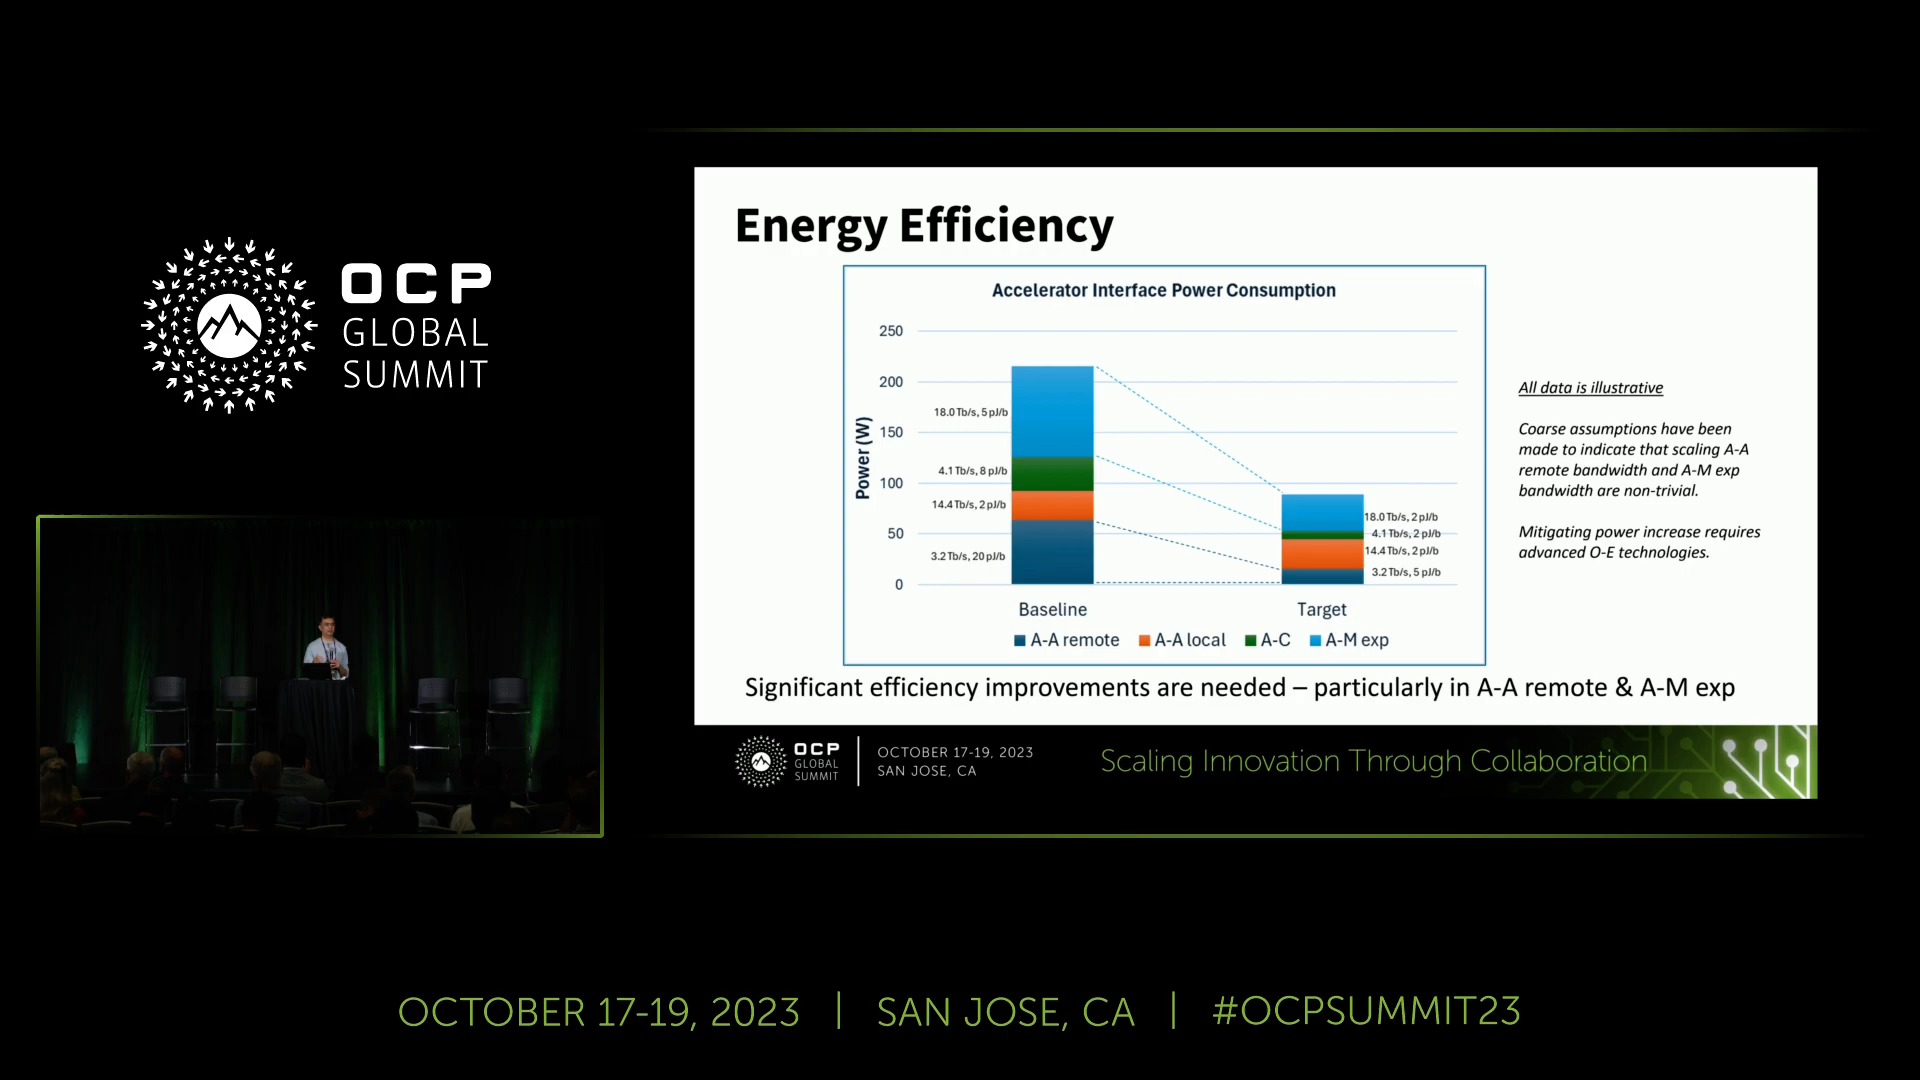 OCP
GLOBAL
SUMMIT
Energy Efficiency
Accelerator Interface Power Consumption
Power (W)
250
200
150
100
50
0
18.0 Tb/s, 5 pJ/b
4.1 Tb/s, 8 pJ/b
14.4 Tb/s, 2 pJ/b
3.2 Tb/s, 20 pJ/b
18.0 Tb/s, 2 pJ/b
4.1 Tb/s, 2 pJ/b
14.4 Tb/s, 2 pJ/b
3.2 Tb/s, 5 pJ/b
Baseline
Target
A-A remote
A-A local
A-C
A-M exp
All data is illustrative
Coarse assumptions have been
made to indicate that scaling A-A
remote bandwidth and A-M exp
bandwidth are non-trivial.
Mitigating power increase requires
advanced O-E technologies.
Significant efficiency improvements are needed – particularly in A-A remote & A-M exp
OCP
GLOBAL
SUMMIT
OCTOBER 17-19, 2023
SAN JOSE, CA
Scaling Innovation Through Collaboration
OCTOBER 17-19, 2023 | SAN JOSE, CA | #OCPSUMMIT23